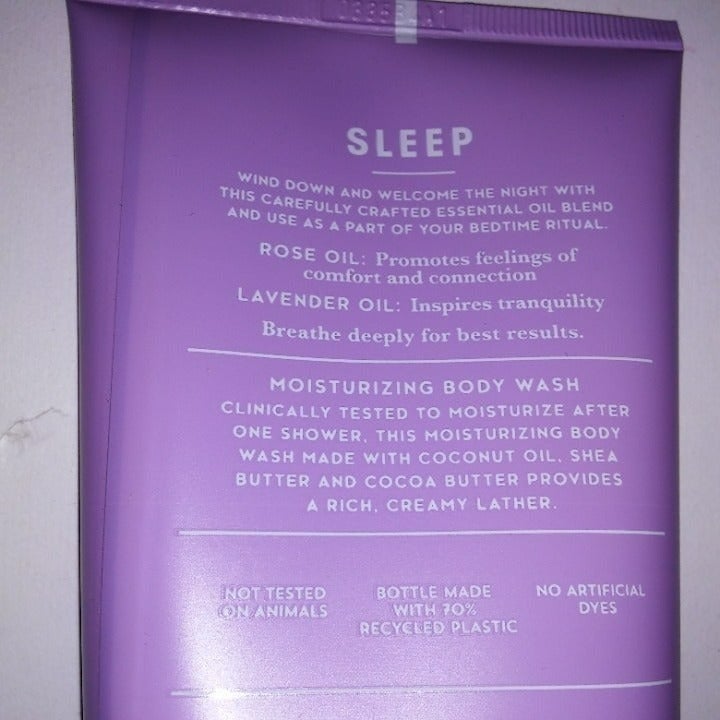 SLEEP
WIND DOWN AND WELCOME THE NIGHT WITH
THIS CAREFULLY CRAFTED ESSENTIAL OIL BLEND
AND USE AS A PART OF YOUR BEDTIME RITUAL.
ROSE OIL: Promotes feelings of
comfort and connection
LAVENDER OIL: Inspires tranquility
Breathe deeply for best results.
MOISTURIZING BODY WASH
CLINICALLY TESTED TO MOISTURIZE AFTER
ONE SHOWER, THIS MOISTURIZING BODY
WASH MADE WITH COCONUT OIL, SHEA
BUTTER AND COCOA BUTTER PROVIDES
A RICH, CREAMY LATHER.
NOT TESTED
ON ANIMALS
BOTTLE MADE
WITH 70%
RECYCLED PLASTIC
NO ARTIFICIAL
DYES